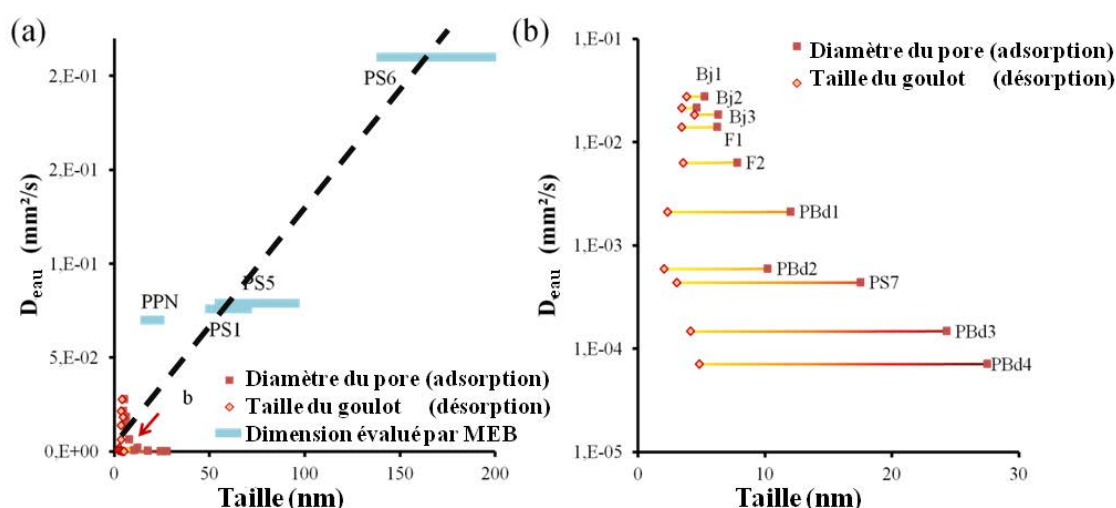 (a)
D eau (mm²/s)
2,E-01
2,E-01
1,E-01
5,E-02
0,E+00
0
50
100
150
200
Taille (nm)
PS6
PS5
PPN
PS1
b
Diamètre du pore (adsorption)
Taille du goulot (désorption)
Dimension évalué par MEB
(b)
D eau (mm²/s)
1,E-01
1,E-02
1,E-03
1,E-04
1,E-05
0
10
20
30
Taille (nm)
Diamètre du pore (adsorption)
Taille du goulot (désorption)
Bj1
Bj2
Bj3
F1
F2
PBd1
PBd2
PS7
PBd3
PBd4